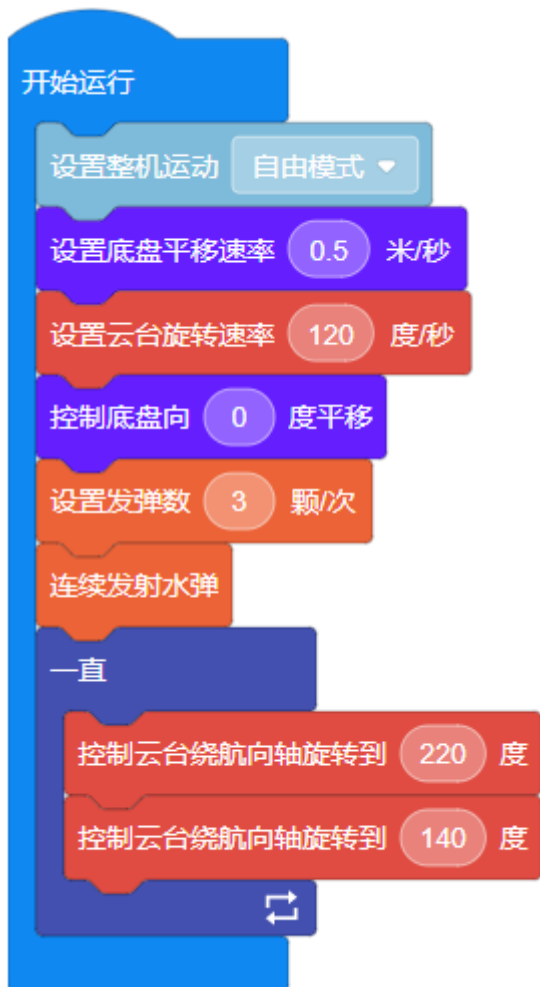 开始运行
设置整机运动 自由模式
设置底盘平移速率 0.5 米/秒
设置云台旋转速率 120 度/秒
控制底盘向 0 度平移
设置发弹数 3 颗/次
连续发射水弹
一直
控制云台绕航向轴旋转到 220 度
控制云台绕航向轴旋转到 140 度